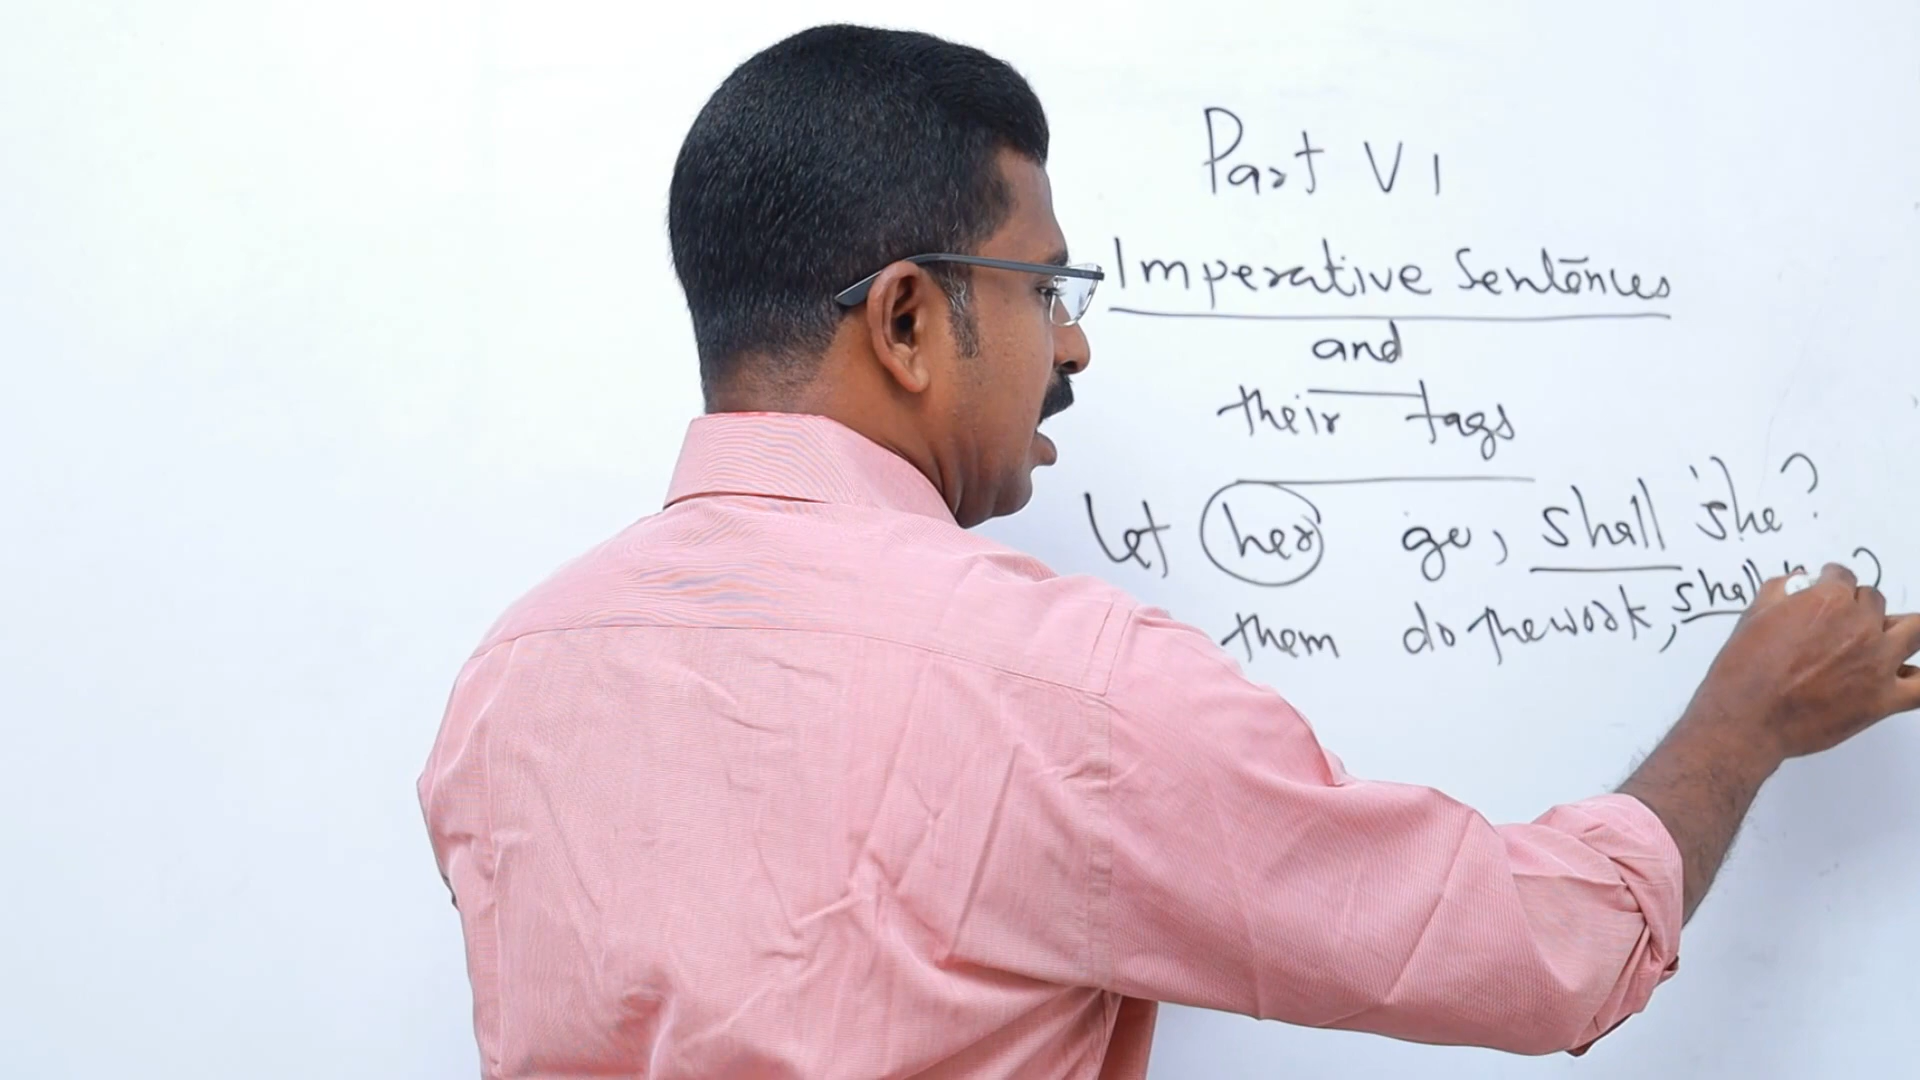 Part VI
Imperative Sentences
and
their tags
Let her go, shall she?
them do the work, shall ?